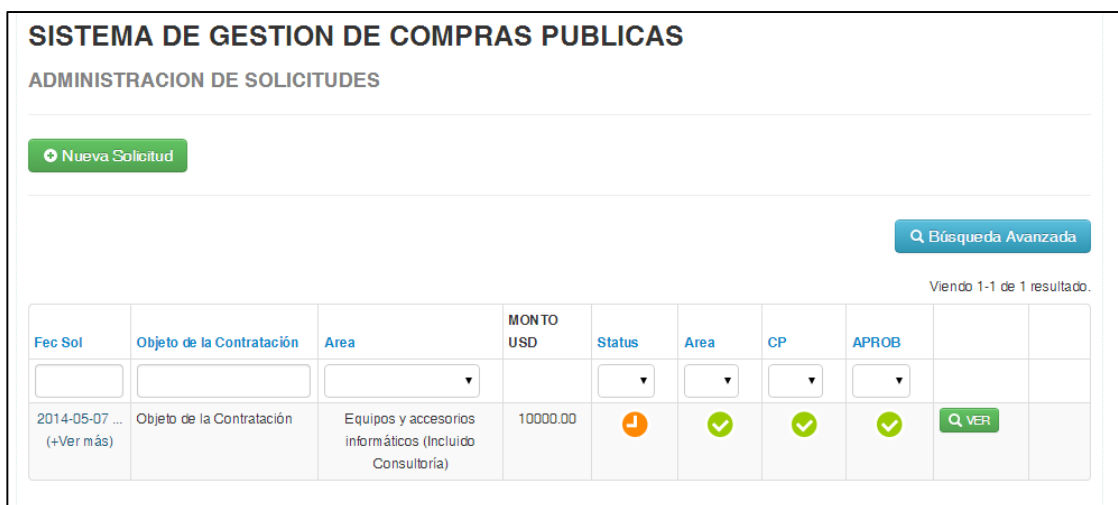 SISTEMA DE GESTION DE COMPRAS PUBLICAS
ADMINISTRACION DE SOLICITUDES
Nueva Solicitud
Búsqueda Avanzada
Viendo 1-1 de 1 resultado.
Fec Sol Objeto de la Contratación Area MONTO USD Status Area CP APROB
2014-05-07 ... Objeto de la Contratación Equipos y accesorios 10000.00 VER
(+Ver más) informáticos (Incluido
Consultoría)